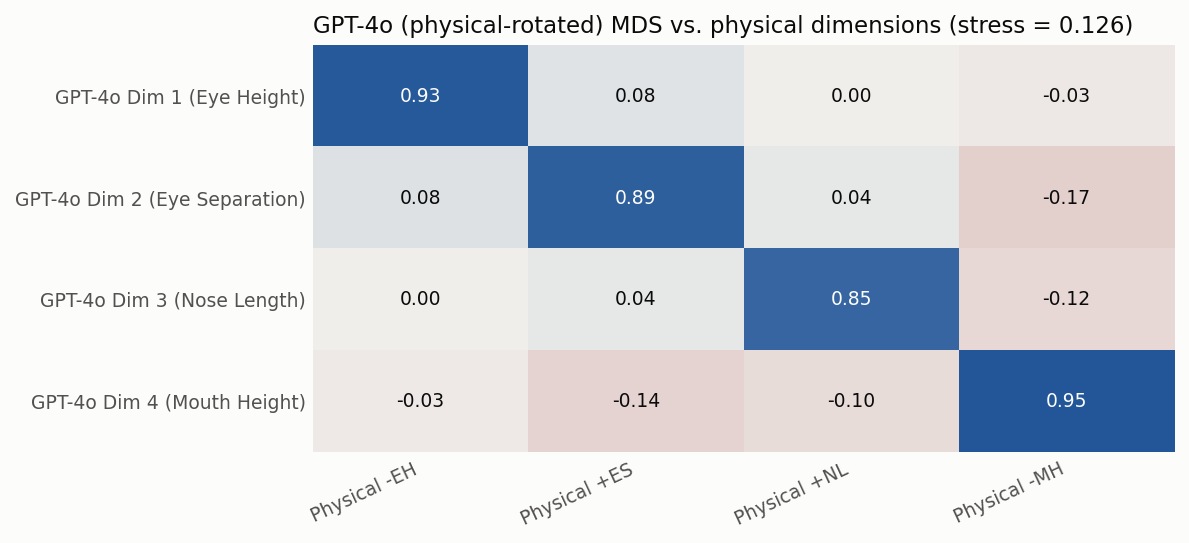 GPT-4o (physical-rotated) MDS vs. physical dimensions (stress = 0.126)
GPT-4o Dim 1 (Eye Height) 0.93 0.08 0.00 -0.03
GPT-4o Dim 2 (Eye Separation) 0.08 0.89 0.04 -0.17
GPT-4o Dim 3 (Nose Length) 0.00 0.04 0.85 -0.12
GPT-4o Dim 4 (Mouth Height) -0.03 -0.14 -0.10 0.95
Physical -EH Physical +ES Physical +NL Physical -MH